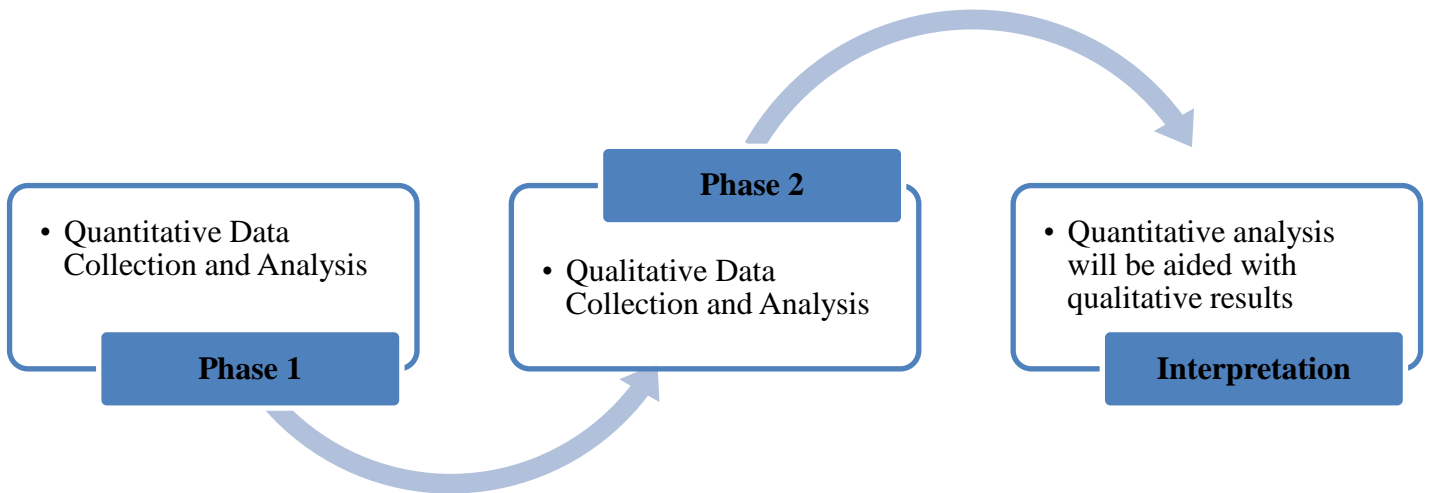 • Quantitative Data
Collection and Analysis
Phase 1
Phase 2
• Qualitative Data
Collection and Analysis
• Quantitative analysis
will be aided with
qualitative results
Interpretation